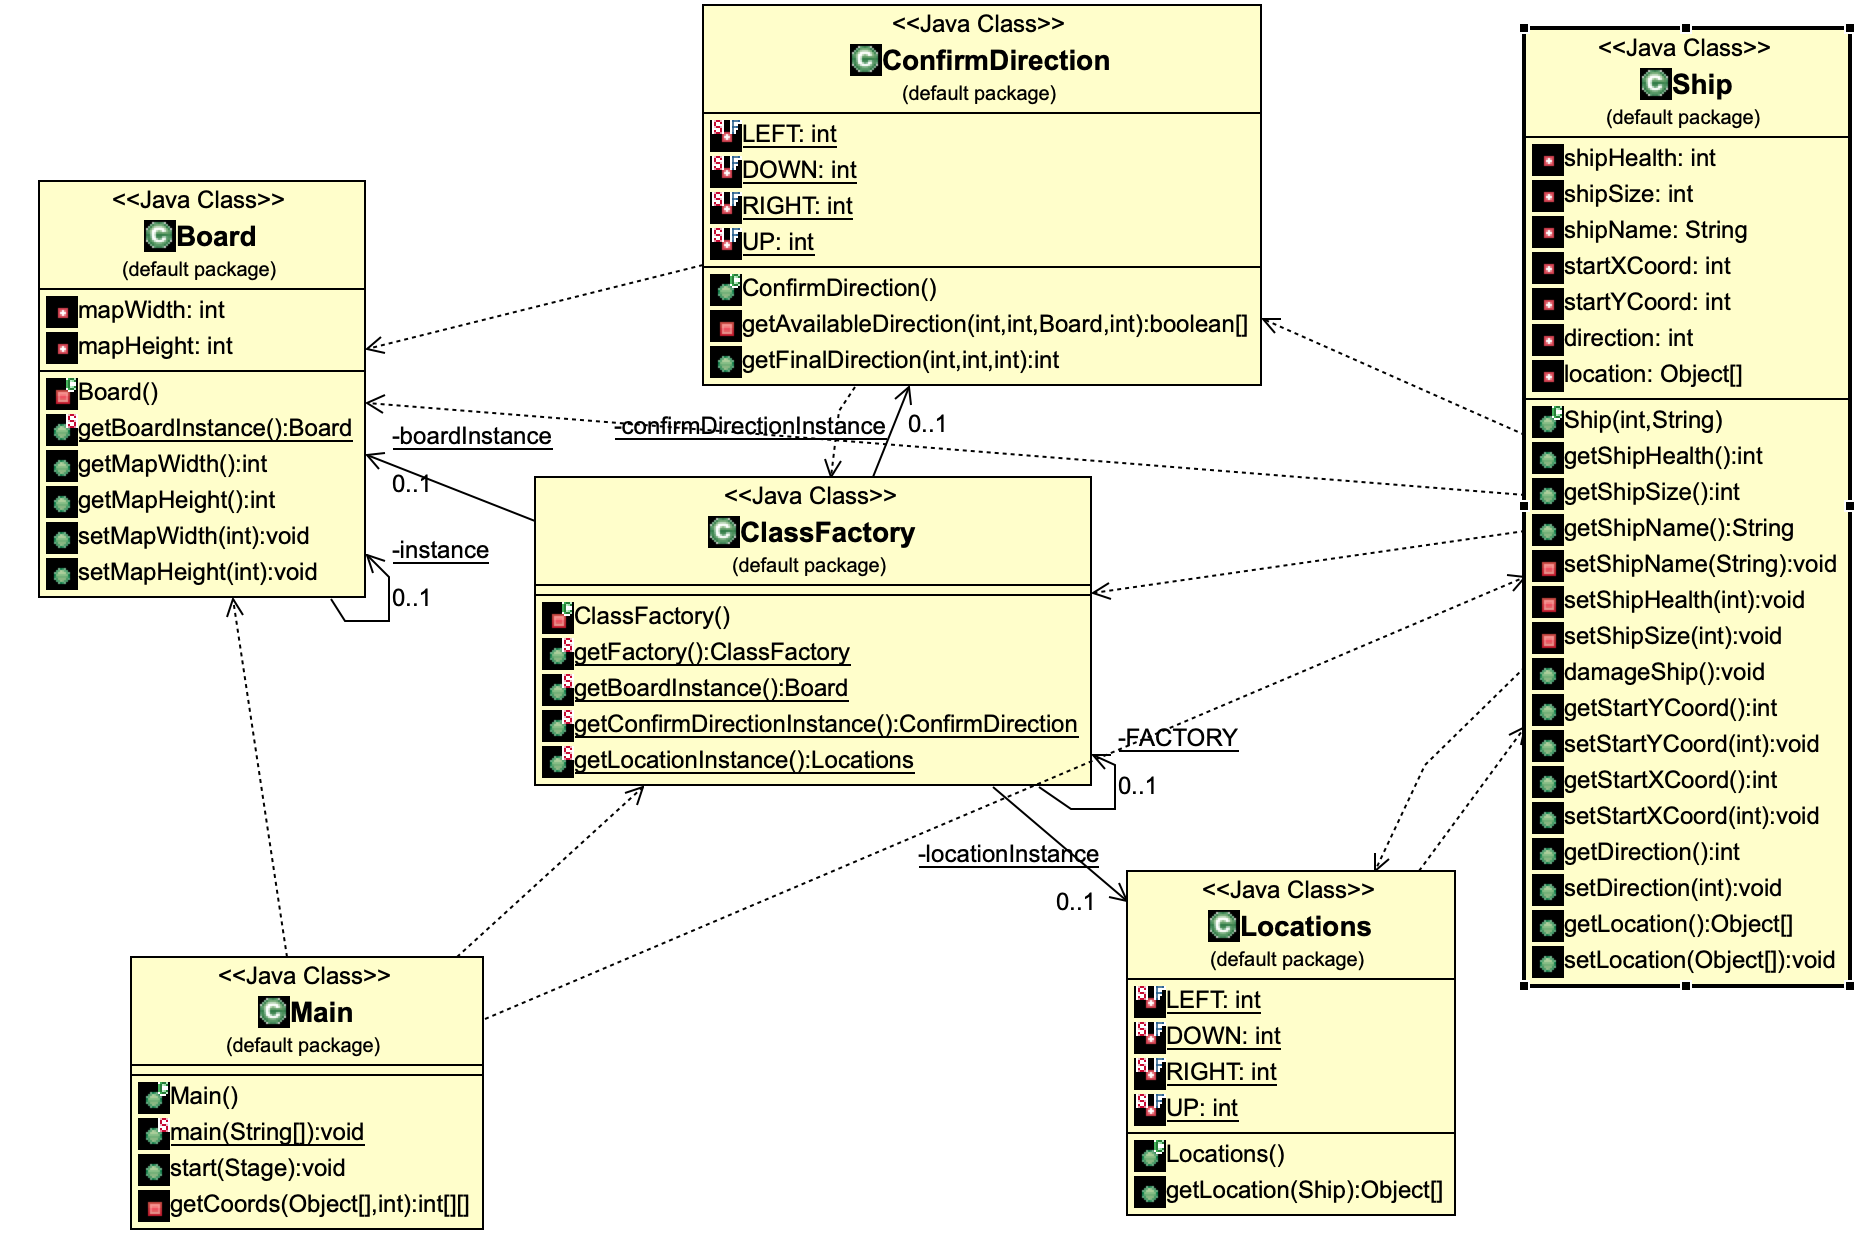 <<Java Class>>
ConfirmDirection
(default package)
LEFT: int
DOWN: int
RIGHT: int
UP: int
ConfirmDirection()
getAvailableDirection(int,int,Board,int):boolean[]
getFinalDirection(int,int,int):int
<<Java Class>>
Ship
(default package)
shipHealth: int
shipSize: int
shipName: String
startXCoord: int
startYCoord: int
direction: int
location: Object[]
Ship(int,String)
getShipHealth():int
getShipSize():int
getShipName():String
setShipName(String):void
setShipHealth(int):void
setShipSize(int):void
damageShip():void
getStartYCoord():int
setStartYCoord(int):void
getStartXCoord():int
setStartXCoord(int):void
getDirection():int
setDirection(int):void
getLocation():Object[]
setLocation(Object[]):void
<<Java Class>>
Board
(default package)
mapWidth: int
mapHeight: int
Board()
getBoardInstance():Board
getMapWidth():int
getMapHeight():int
setMapWidth(int):void
setMapHeight(int):void
-boardInstance
0..1
-instance
0..1
-confirmDirectionInstance
0..1
<<Java Class>>
ClassFactory
(default package)
ClassFactory()
getFactory():ClassFactory
getBoardInstance():Board
getConfirmDirectionInstance():ConfirmDirection
getLocationInstance():Locations
-FACTORY
0..1
-locationInstance
0..1
<<Java Class>>
Locations
(default package)
LEFT: int
DOWN: int
RIGHT: int
UP: int
Locations()
getLocation(Ship):Object[]
<<Java Class>>
Main
(default package)
Main()
main(String[]):void
start(Stage):void
getCoords(Object[],int):int[][]